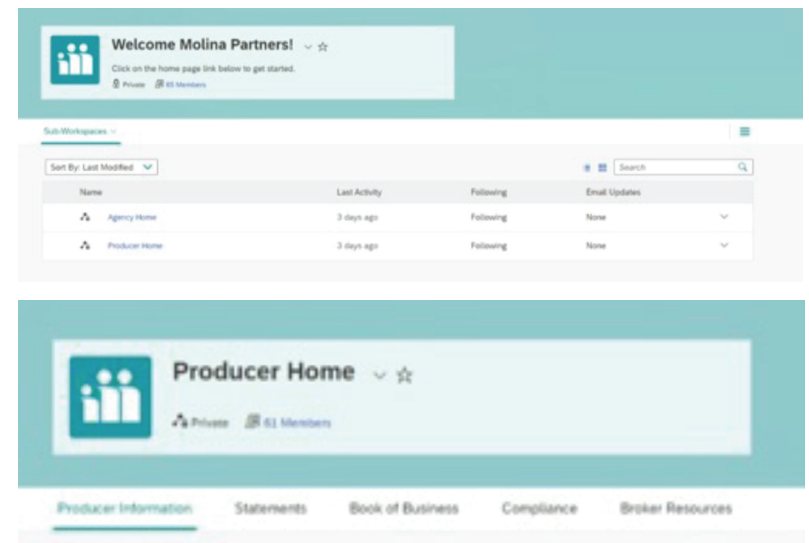 Welcome Molina Partners!
Click on the home page link below to get started.
Private 65 Members
Sub-Workspaces
Sort By: Last Modified Search
Name Last Activity Following Email Updates
Agency Home 3 days ago Following None
Producer Home 3 days ago Following None
Producer Home
Private 61 Members
Producer Information Statements Book of Business Compliance Broker Resources